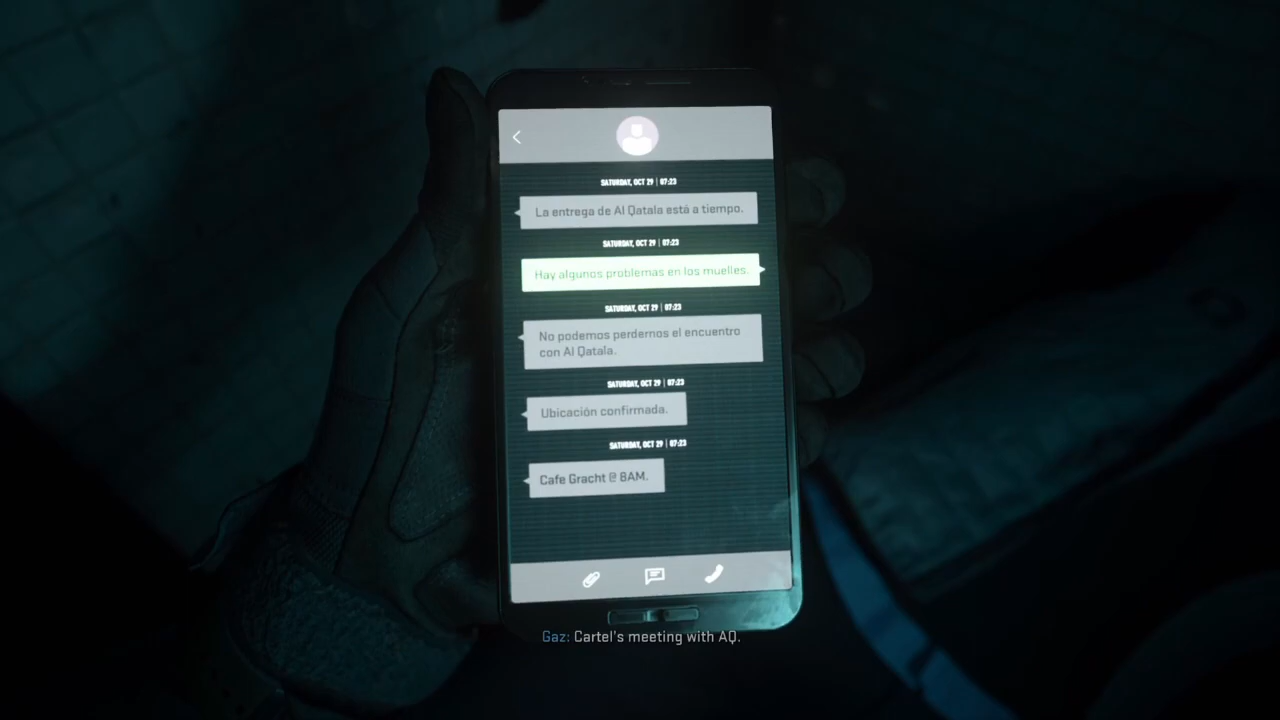 SATURDAY, OCT 29 | 07:23
La entrega de Al Qatala está a tiempo.
SATURDAY, OCT 29 | 07:23
Hay algunos problemas en los muelles.
SATURDAY, OCT 29 | 07:23
No podemos perdernos el encuentro
con Al Qatala.
SATURDAY, OCT 29 | 07:23
Ubicación confirmada.
SATURDAY, OCT 29 | 07:23
Cafe Gracht @ 8AM.
Gaz: Cartel's meeting with AQ.